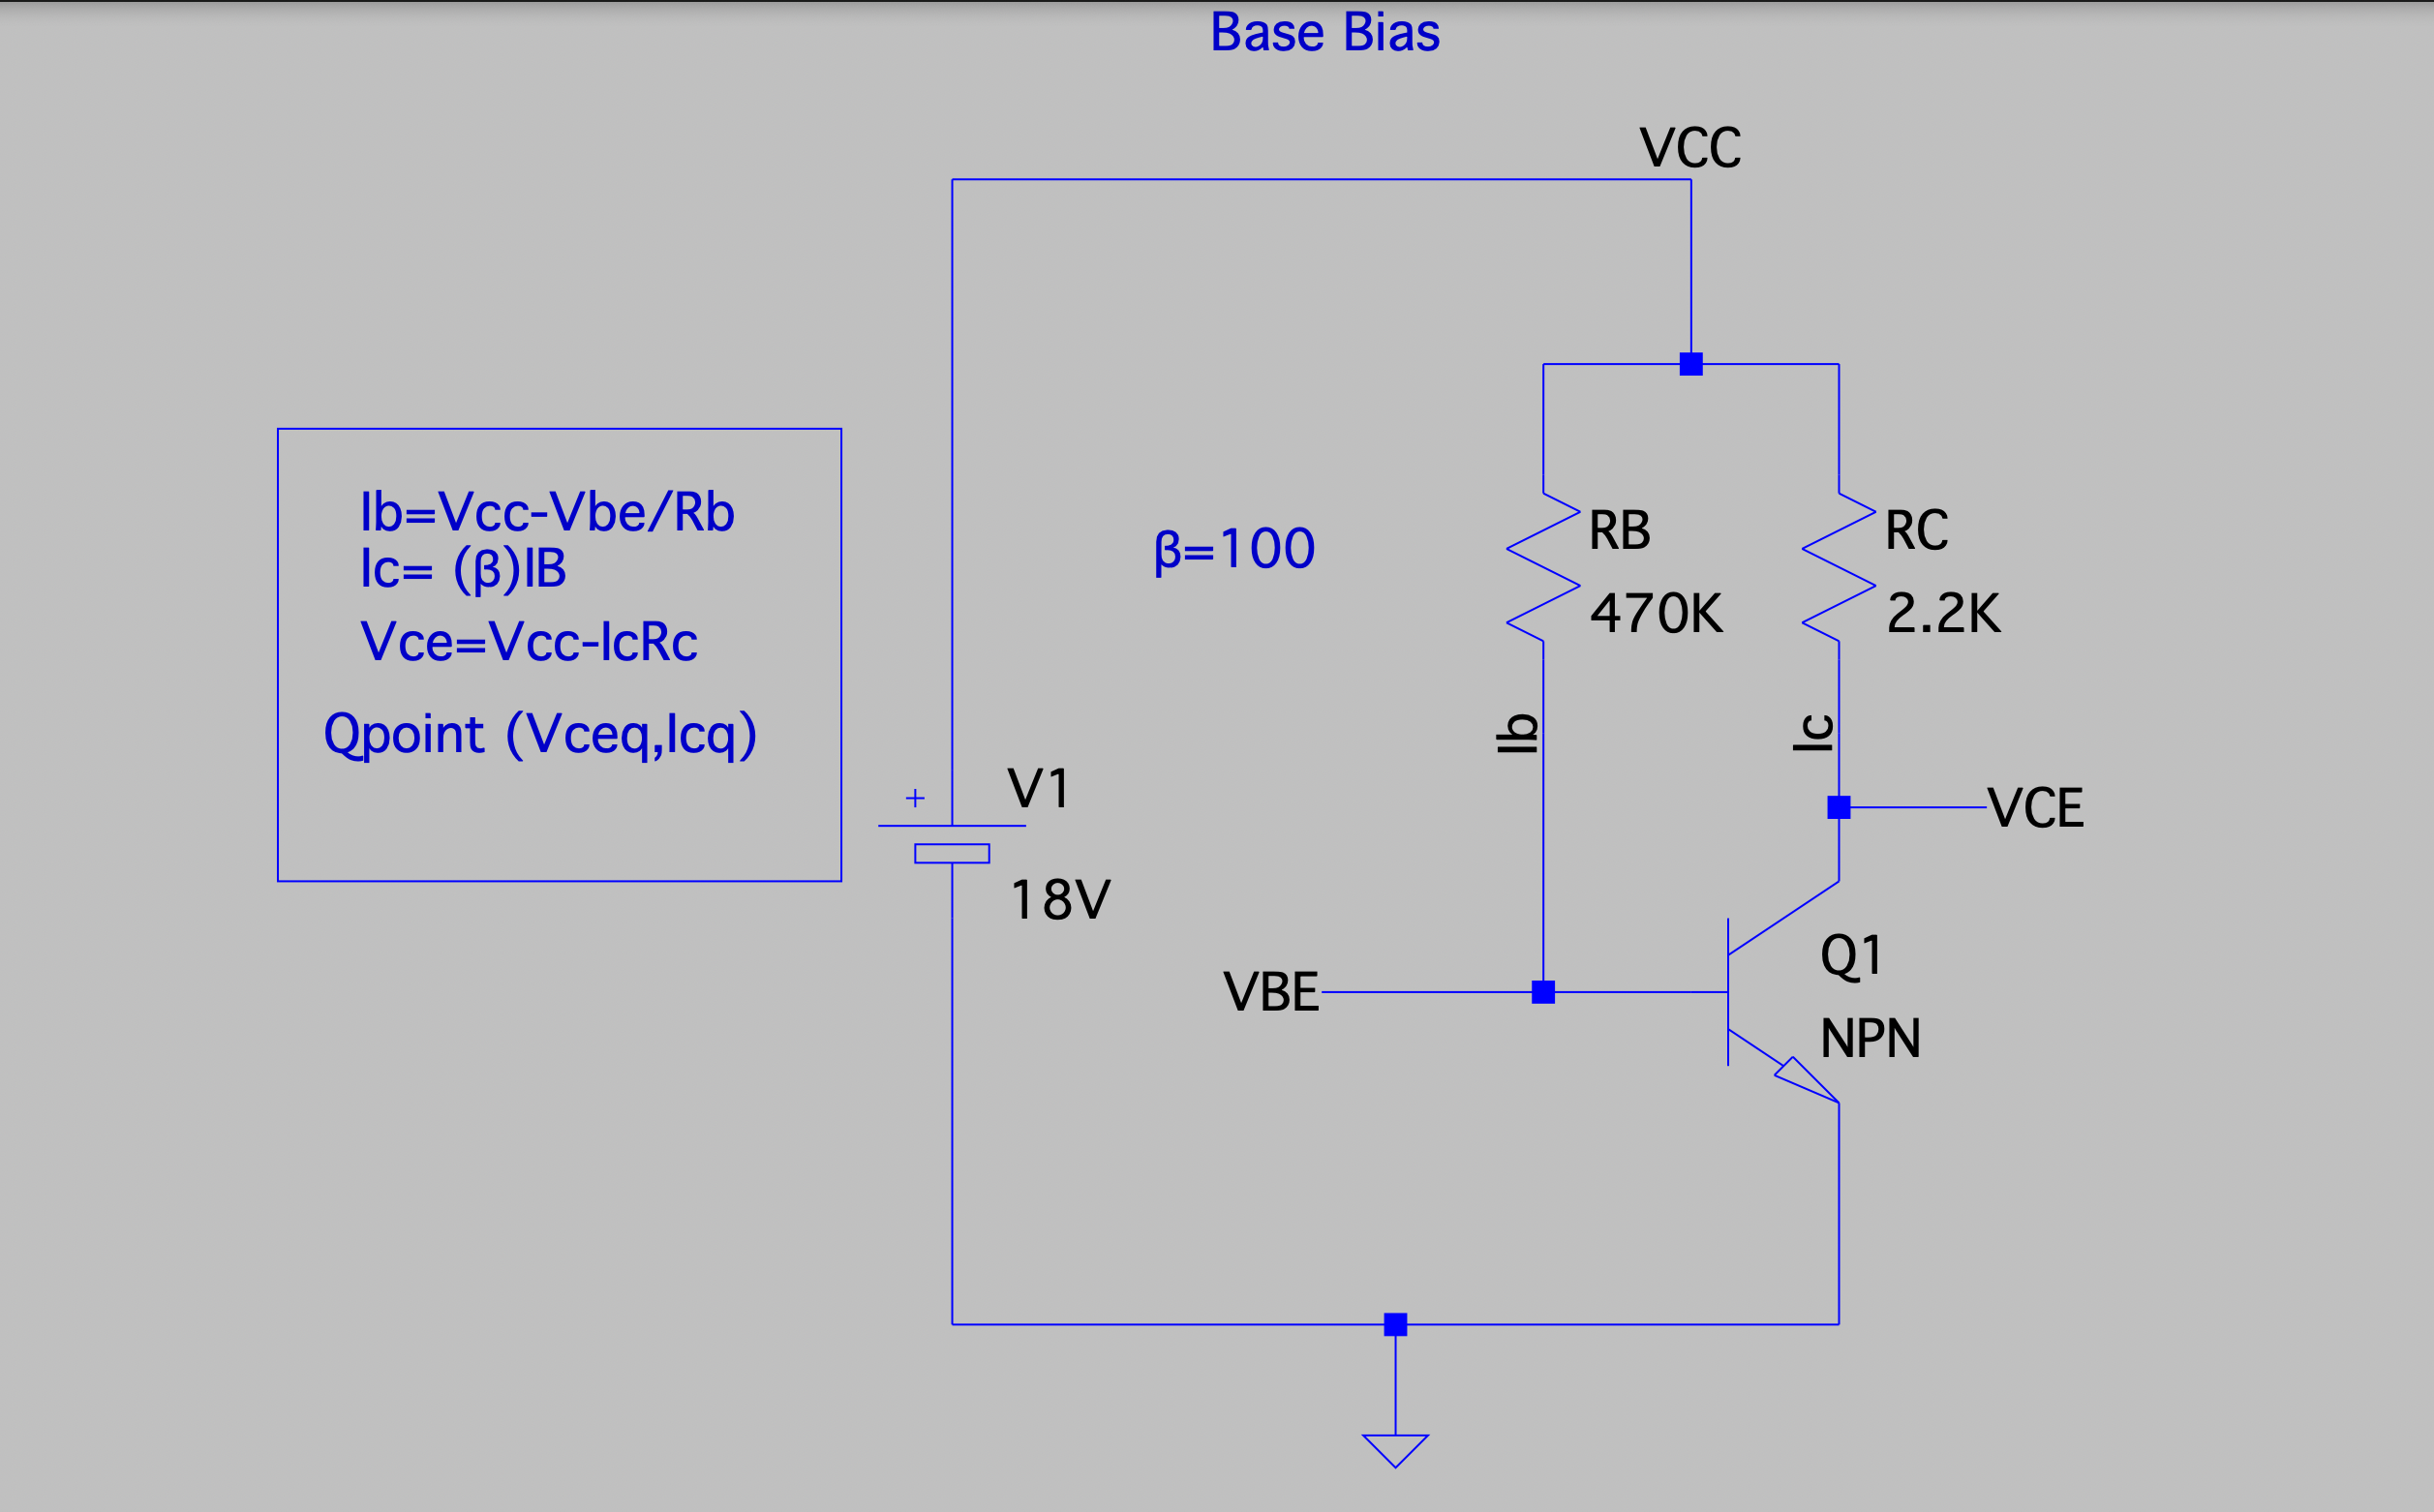 Base Bias
VCC
Ib=Vcc-Vbe/Rb
Ic= (β)IB
Vce=Vcc-IcRc
Qpoint (Vceq,Icq)
β=100
RB
470K
RC
2.2K
Ib
Ic
+
V1
18V
VCE
VBE
Q1
NPN